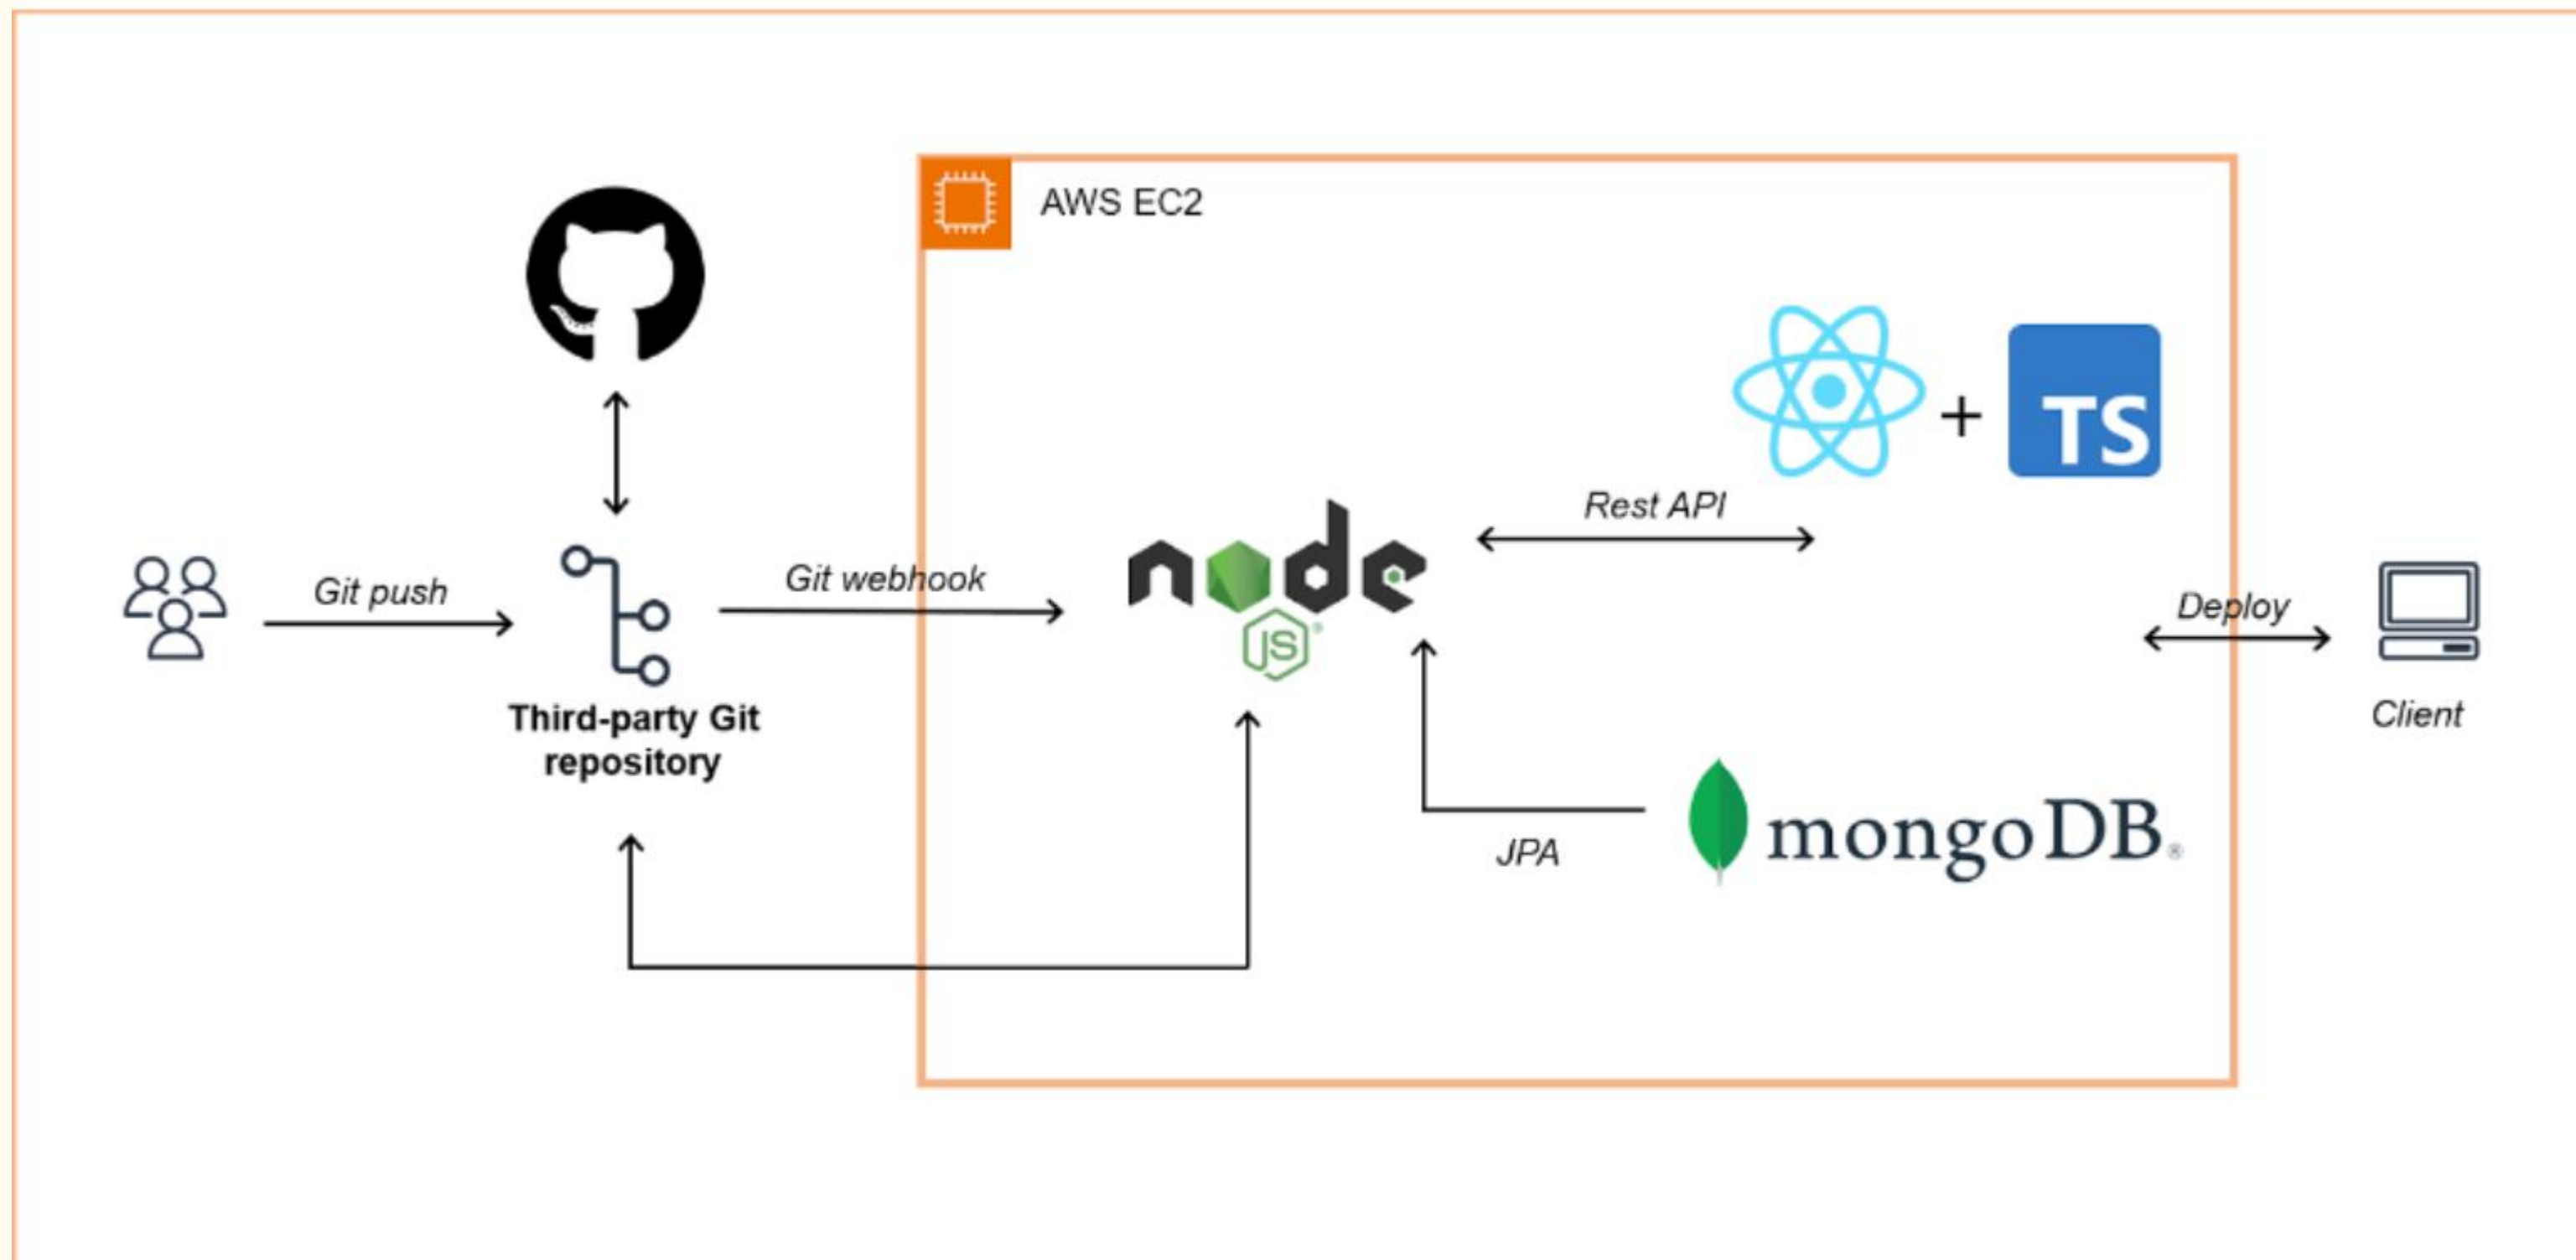 AWS EC2
TS
Rest API
Git push
Git webhook
node
JS
Deploy
Third-party Git
repository
Client
JPA
mongoDB®